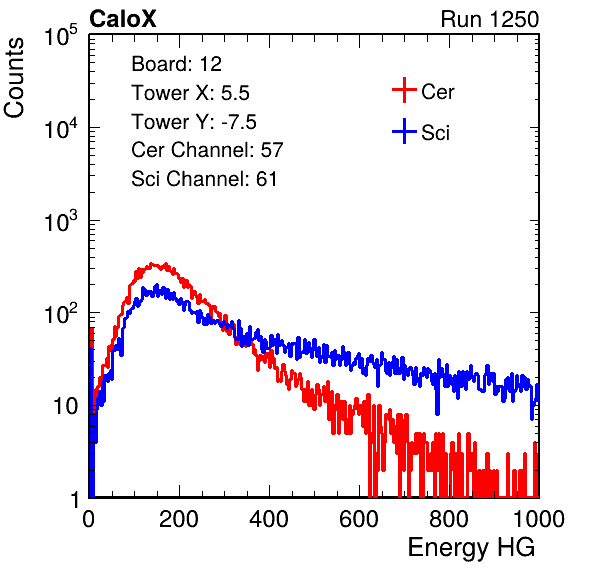 CaloX Run 1250
Counts
10^5
10^4
10^3
10^2
10
1
Board: 12
Tower X: 5.5
Tower Y: -7.5
Cer Channel: 57
Sci Channel: 61
Cer
Sci
0 200 400 600 800 1000
Energy HG